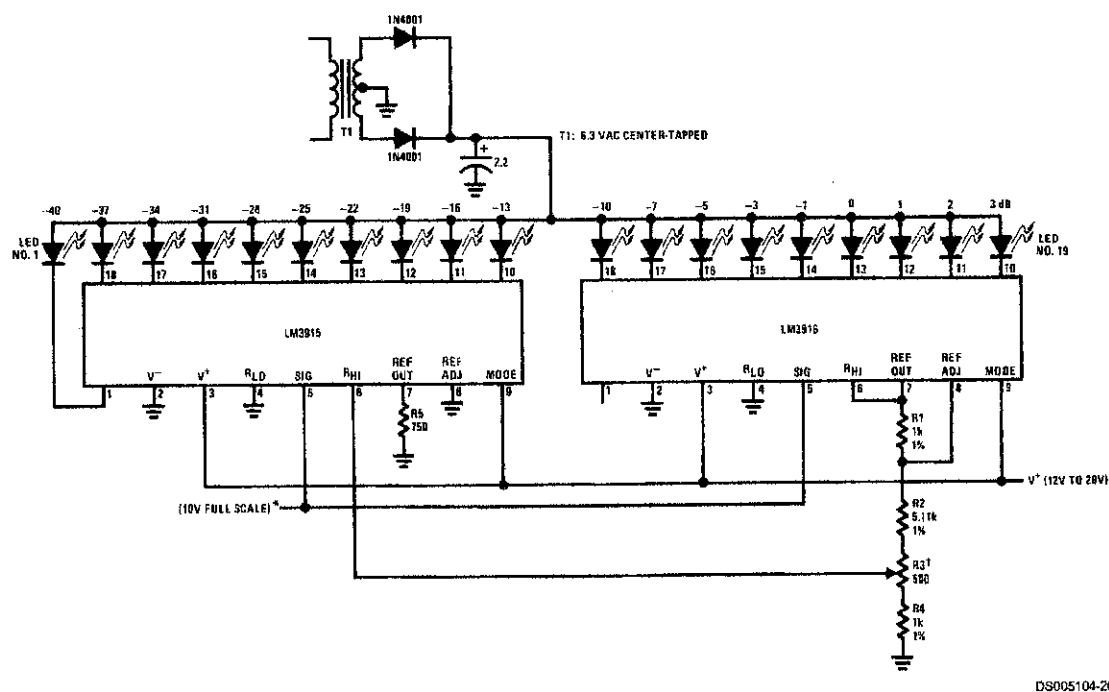 1N4001
T1
1N4001
T1: 6.3 VAC CENTER-TAPPED
+
2.2
-40 -37 -34 -31 -28 -25 -22 -19 -16 -13 -10 -7 -5 -3 -1 0 1 2 3 dB
LED NO. 1
LED NO. 19
18 17 16 15 14 13 12 11 10
18 17 16 15 14 13 12 11 10
LM3915
LM3916
V− V+ RLO SIG RHI REF OUT REF ADJ MODE
1 2 3 4 5 6 7 8 9
V− V+ RLO SIG RHI REF OUT REF ADJ MODE
1 2 3 4 5 6 7 8 9
R5
750
R1
1k
1%
V+ (12V TO 20V)
(10V FULL SCALE) *
R2
5.11k
1%
R3†
500
R4
1k
1%